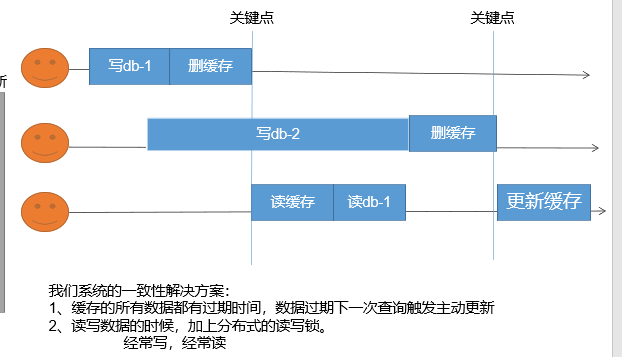 关键点 关键点
新
写db-1 删缓存
写db-2 删缓存
读缓存 读db-1 更新缓存
我们系统的一致性解决方案：
1、缓存的所有数据都有过期时间，数据过期下一次查询触发主动更新
2、读写数据的时候，加上分布式的读写锁。
经常写，经常读